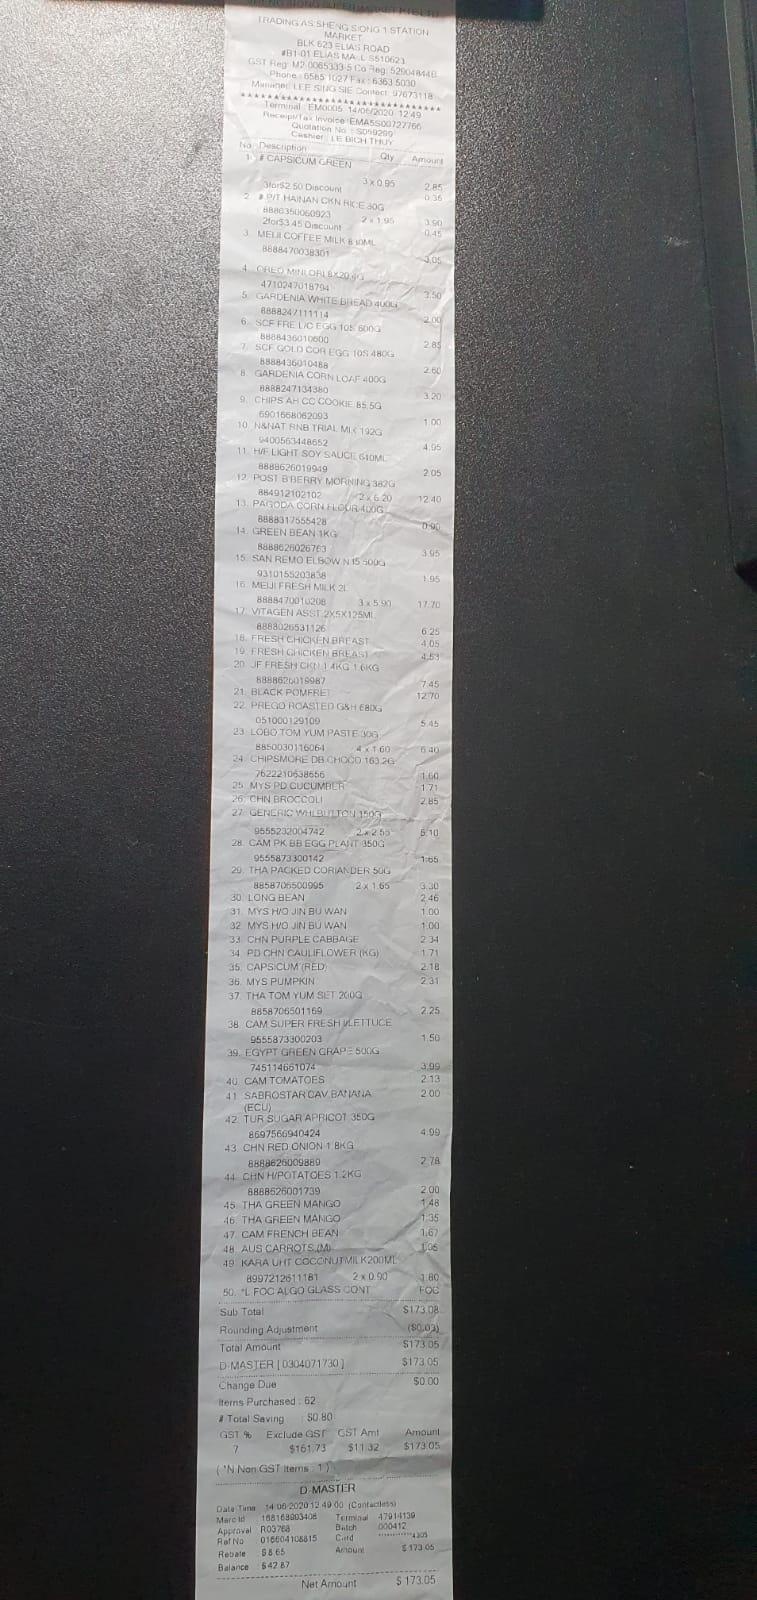 TRADING AS SHENG SIONG 1 STATION
MARKET
BLK 623 ELIAS ROAD
#B1-01 ELIAS MALL S510623
GST Reg: M2-0065333-5 Co Reg: 52904844B
Phone : 6585 1027 Fax : 6363 5030
Manager: LEE SING SIE Contact: 97673118
****************************************
Terminal : EM0005 14/06/2020 12:49
Receipt/Tax Invoice : EMA5S00727766
Quotation No : S059299
Cashier : LE BICH THUY
No. Description Qty Amount
1. # CAPSICUM GREEN
3 x 0.95 2.85
3for$2.50 Discount 0.35
2. # P/T HAINAN CKN RICE 80G
8886350060923 2 x 1.95 3.90
2for$3.45 Discount 0.45
3. MEIJI COFFEE MILK 830ML
8888470038301 3.05
4. OREO MINI ORI 8X20.4G
4710247018794 3.50
5. GARDENIA WHITE BREAD 400G
8888247111114 2.00
6. SCF FRE L/C EGG 10S 600G
8888436010600 2.85
7. SCF GOLD COR EGG 10S 480G
8888436010488 2.60
8. GARDENIA CORN LOAF 400G
8888247134380 3.20
9. CHIPS AH CC COOKIE 85.5G
6901668062093 1.00
10. N&NAT RNB TRIAL MIX 192G
9400563448652 4.95
11. H/F LIGHT SOY SAUCE 640ML
8888626019949 2.05
12. POST B'BERRY MORNING 382G
884912102102 2 x 6.20 12.40
13. PAGODA CORN FLOUR 400G
8888317555428 0.90
14. GREEN BEAN 1KG
8888626026763 3.95
15. SAN REMO ELBOW N 15 500G
9310155203838 1.95
16. MEIJI FRESH MILK 2L
8888470010208 3 x 5.90 17.70
17. VITAGEN ASST 2X5X125ML
8888026531126 6.25
18. FRESH CHICKEN BREAST 4.05
19. FRESH CHICKEN BREAST 4.53
20. JF FRESH CKN 1.4KG 1.6KG
8888626019987 7.45
21. BLACK POMFRET 12.70
22. PREGO ROASTED G&H 680G
051000129109 5.45
23. LOBO TOM YUM PASTE 30G
8850030116064 4 x 1.60 6.40
24. CHIPSMORE DB CHOCO 163.2G
7622210638656 1.60
25. MYS PD CUCUMBER 1.71
26. CHN BROCCOLI 2.85
27. GENERIC WHI.BUTTON 150G
9555232004742 2 x 2.55 5.10
28. CAM PK BB EGG PLANT 350G
9555873300142 1.65
29. THA PACKED CORIANDER 50G
8858706500995 2 x 1.65 3.30
30. LONG BEAN 2.46
31. MYS H/O JIN BU WAN 1.00
32. MYS H/O JIN BU WAN 1.00
33. CHN PURPLE CABBAGE 2.34
34. PD CHN CAULIFLOWER (KG) 1.71
35. CAPSICUM (RED) 2.18
36. MYS PUMPKIN 2.31
37. THA TOM YUM SET 200G
8858706501169 2.25
38. CAM SUPER FRESH I/LETTUCE
9555873300203 1.50
39. EGYPT GREEN GRAPE 500G
745114661074 3.99
40. CAM TOMATOES 2.13
41. SABROSTAR CAV.BANANA 2.00
(ECU)
42. TUR SUGAR APRICOT 350G
8697566940424 4.99
43. CHN RED ONION 1.8KG
8888626009889 2.78
44. CHN H/POTATOES 1.2KG
8888626001739 2.00
45. THA GREEN MANGO 1.48
46. THA GREEN MANGO 1.35
47. CAM FRENCH BEAN 1.67
48. AUS CARROTS (M) 1.05
49. KARA UHT COCONUTMILK200ML
8997212611181 2 x 0.90 1.80
50. *L FOC ALGO GLASS CONT FOC
Sub Total $173.08
Rounding Adjustment ($0.03)
Total Amount $173.05
D-MASTER [ 0304071730 ] $173.05
Change Due $0.00
Items Purchased : 62
# Total Saving : $0.80
GST % Exclude GST GST Amt Amount
7 $161.73 $11.32 $173.05
( *N Non GST Items : 1 )
D-MASTER
Date/Time 14/06/2020 12:49:00 (Contactless)
Merc Id 168168903408 Terminal 47914139
Approval R03768 Batch 000412
Ref No 016604108815 Card ************4305
Rebate $ 8.65 Amount $ 173.05
Balance $ 42.87
Net Amount $ 173.05